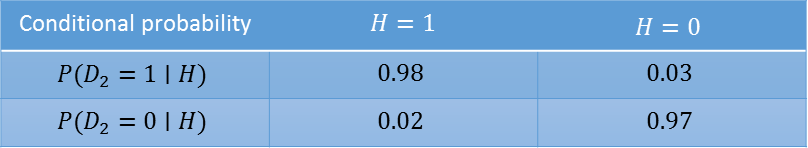 Conditional probability H = 1 H = 0
P(D₂ = 1 | H) 0.98 0.03
P(D₂ = 0 | H) 0.02 0.97